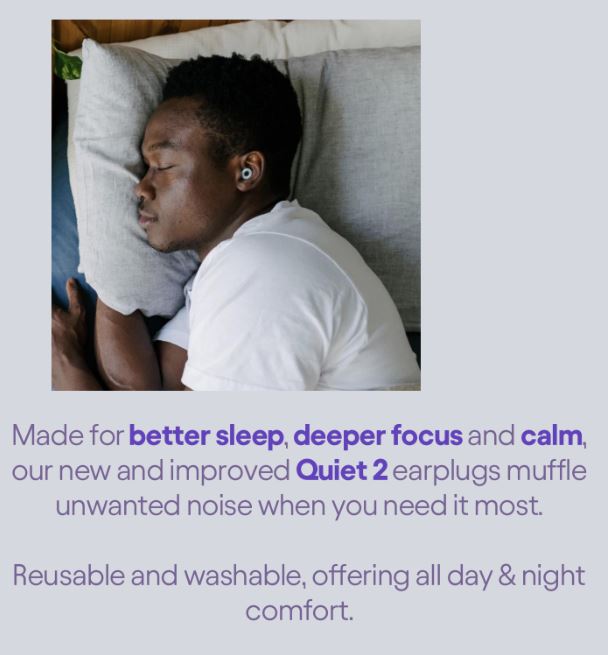 Made for better sleep, deeper focus and calm,
our new and improved Quiet 2 earplugs muffle
unwanted noise when you need it most.
Reusable and washable, offering all day & night
comfort.